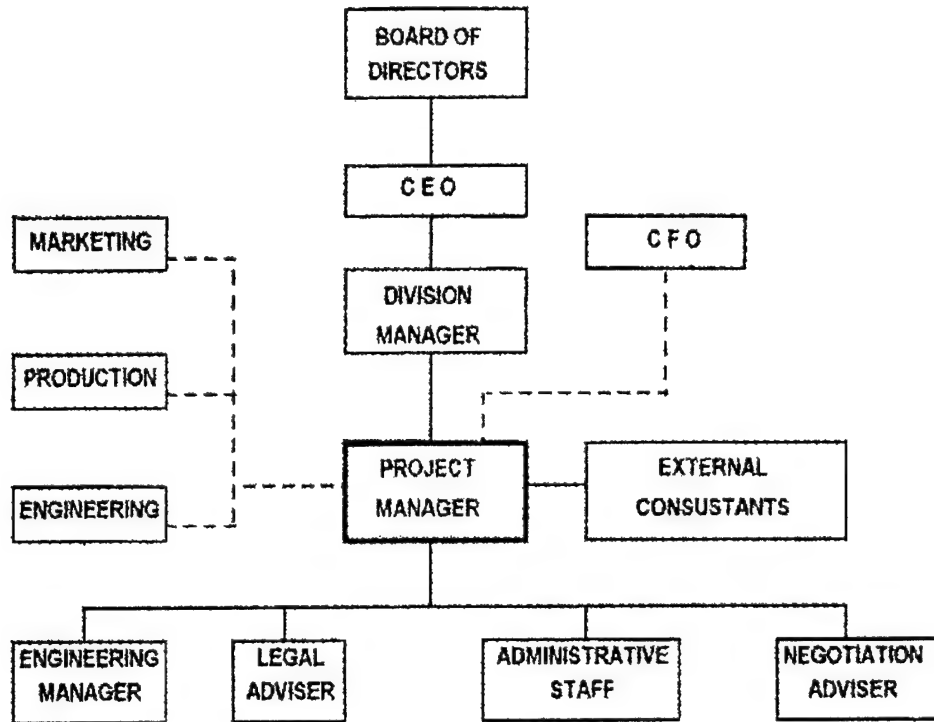 BOARD OF
DIRECTORS
C E O
MARKETING
C F O
DIVISION
MANAGER
PRODUCTION
PROJECT
MANAGER
EXTERNAL
CONSUSTANTS
ENGINEERING
ENGINEERING
MANAGER
LEGAL
ADVISER
ADMINISTRATIVE
STAFF
NEGOTIATION
ADVISER